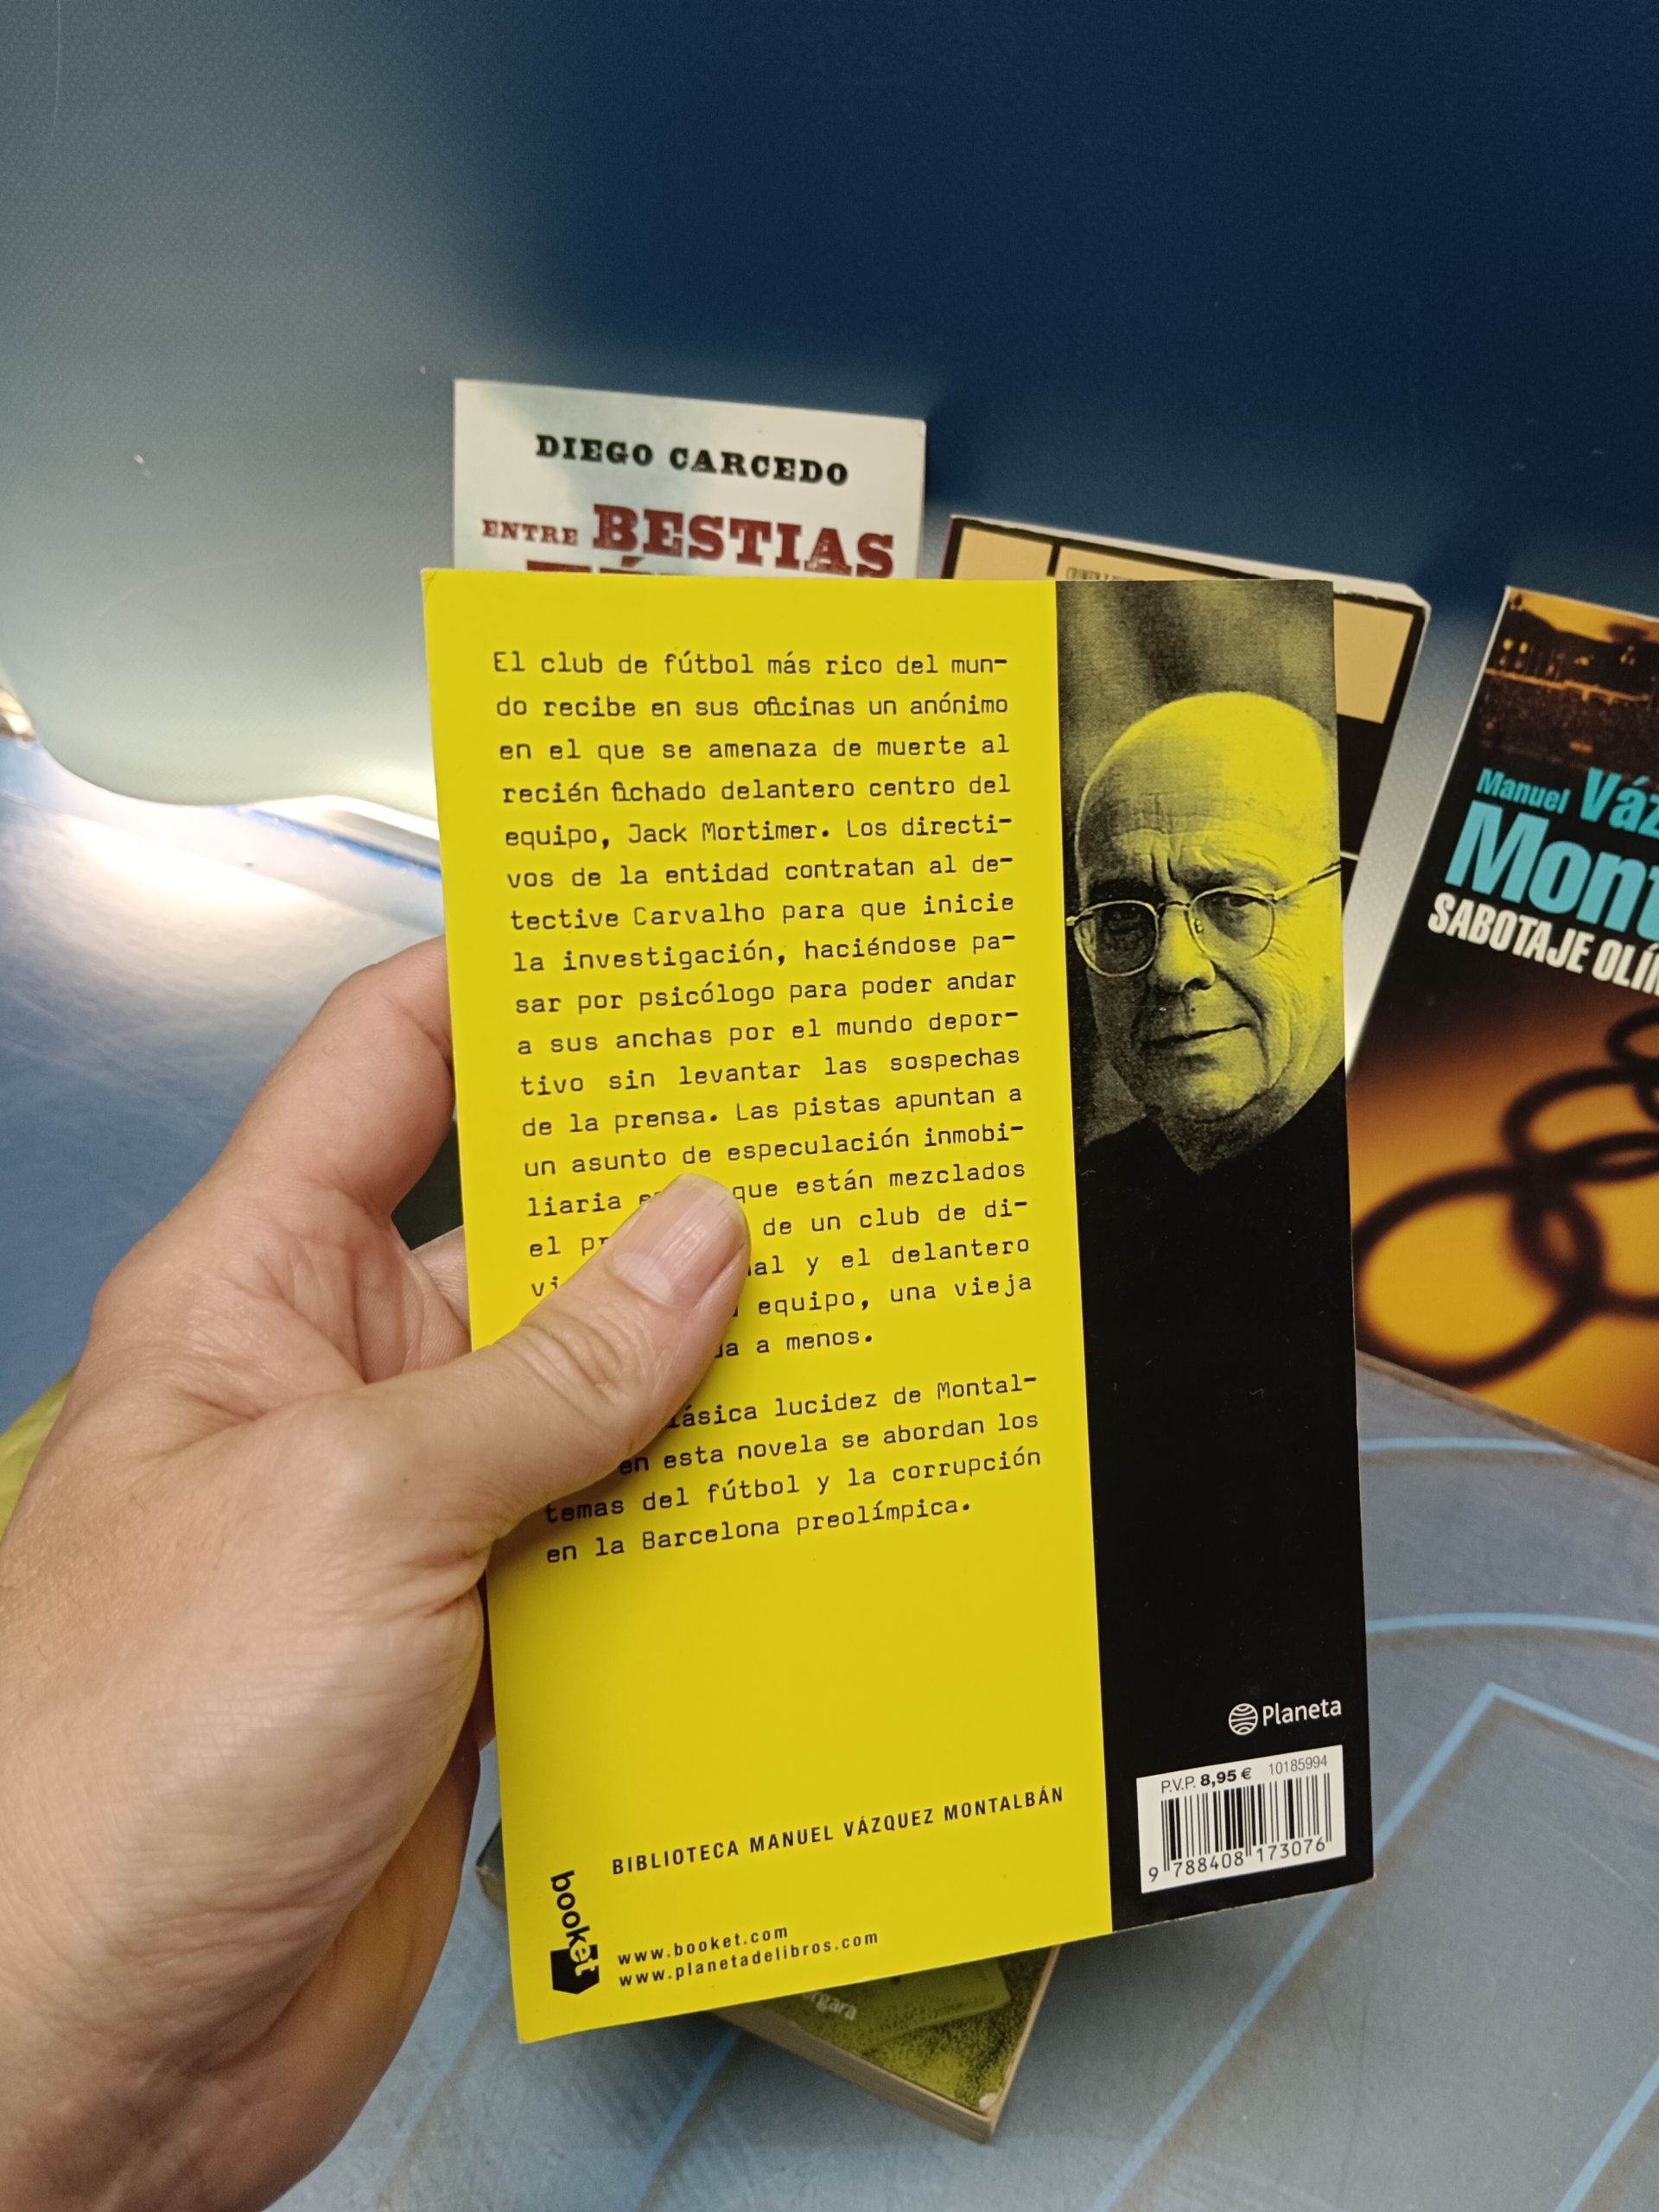 DIEGO CARCEDO
ENTRE BESTIAS
El club de fútbol más rico del mun-
do recibe en sus oficinas un anónimo
en el que se amenaza de muerte al
recién fichado delantero centro del
equipo, Jack Mortimer. Los directi-
vos de la entidad contratan al de-
tective Carvalho para que inicie
la investigación, haciéndose pa-
sar por psicólogo para poder andar
a sus anchas por el mundo depor-
tivo sin levantar las sospechas
de la prensa. Las pistas apuntan a
un asunto de especulación inmobi-
liaria que están mezclados
el de un club de di-
y el delantero
equipo, una vieja
a menos.
lucidez de Montal-
en esta novela se abordan los
temas del fútbol y la corrupción
en la Barcelona preolímpica.
Planeta
P.V.P. 8,95 € 10185994
9 788408 173076
BIBLIOTECA MANUEL VÁZQUEZ MONTALBÁN
booket
www.booket.com
www.planetadelibros.com
Manuel
SABOTAJE